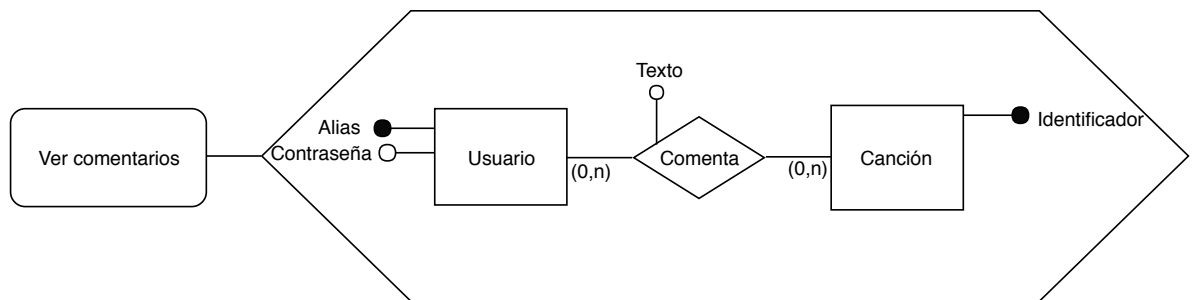 Texto
Alias
Identificador
Ver comentarios
Contraseña
Usuario
Comenta
Canción
(0,n)
(0,n)